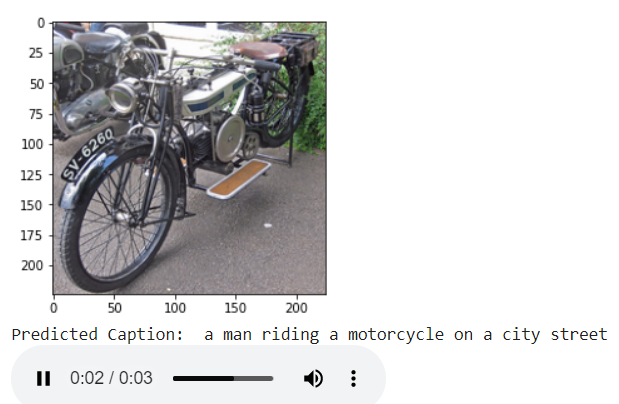 0
25
50
75
100
125
150
175
200
SV-6260
0 50 100 150 200
Predicted Caption:  a man riding a motorcycle on a city street
0:02 / 0:03